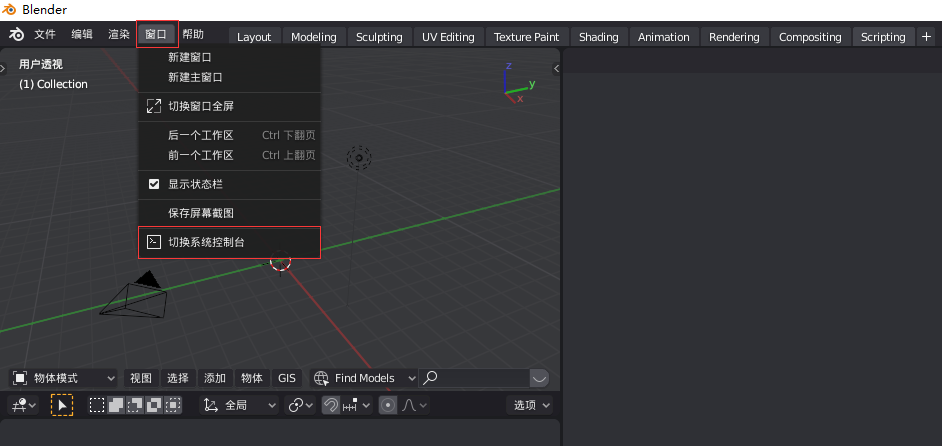 Blender
文件 编辑 渲染 窗口 帮助 Layout Modeling Sculpting UV Editing Texture Paint Shading Animation Rendering Compositing Scripting +
用户透视
(1) Collection
新建窗口
新建主窗口
切换窗口全屏
后一个工作区 Ctrl 下翻页
前一个工作区 Ctrl 上翻页
显示状态栏
保存屏幕截图
切换系统控制台
z
y
x
物体模式 视图 选择 添加 物体 GIS Find Models
全局 选项